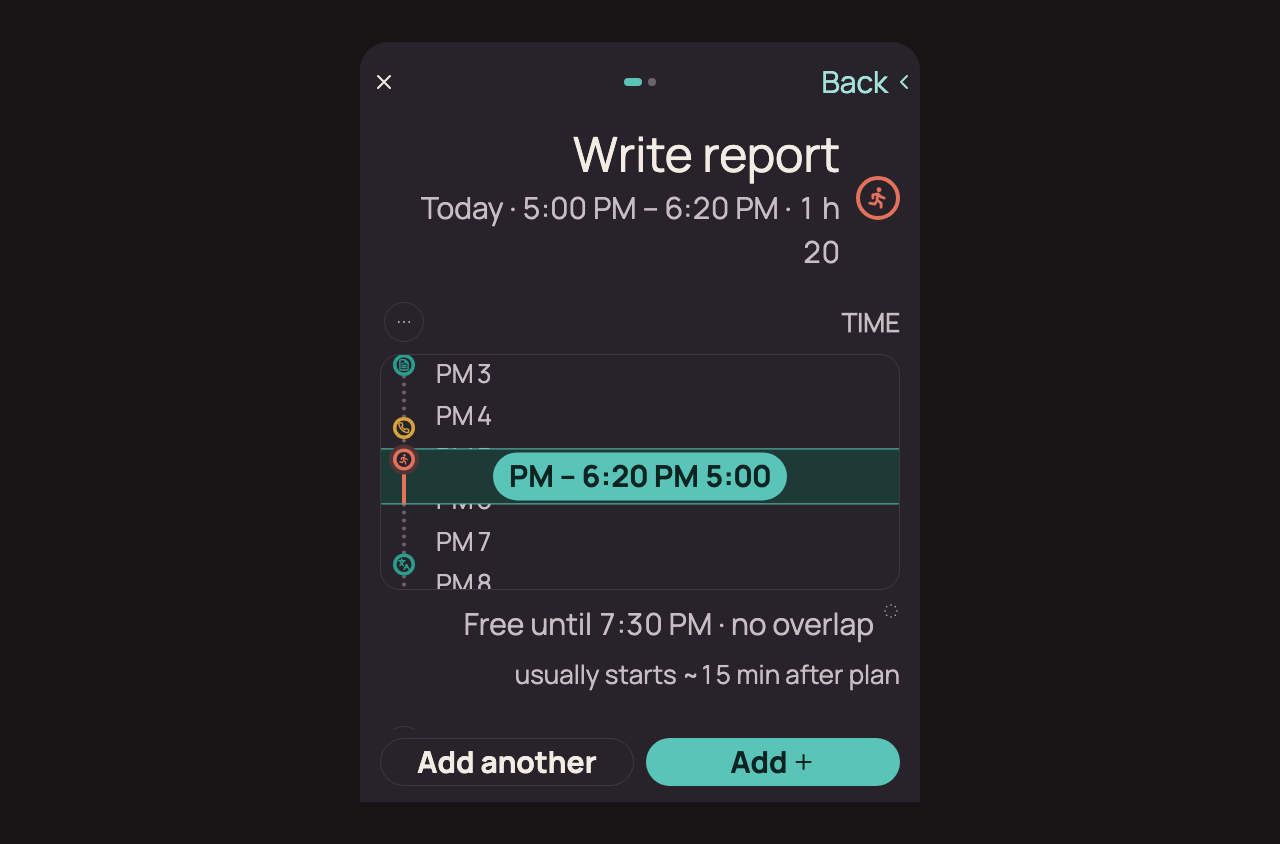 Back
Write report
Today · 5:00 PM – 6:20 PM · 1 h
20
TIME
PM 3
PM 4
PM – 6:20 PM 5:00
PM 7
PM 8
Free until 7:30 PM · no overlap
usually starts ~15 min after plan
Add another
Add +